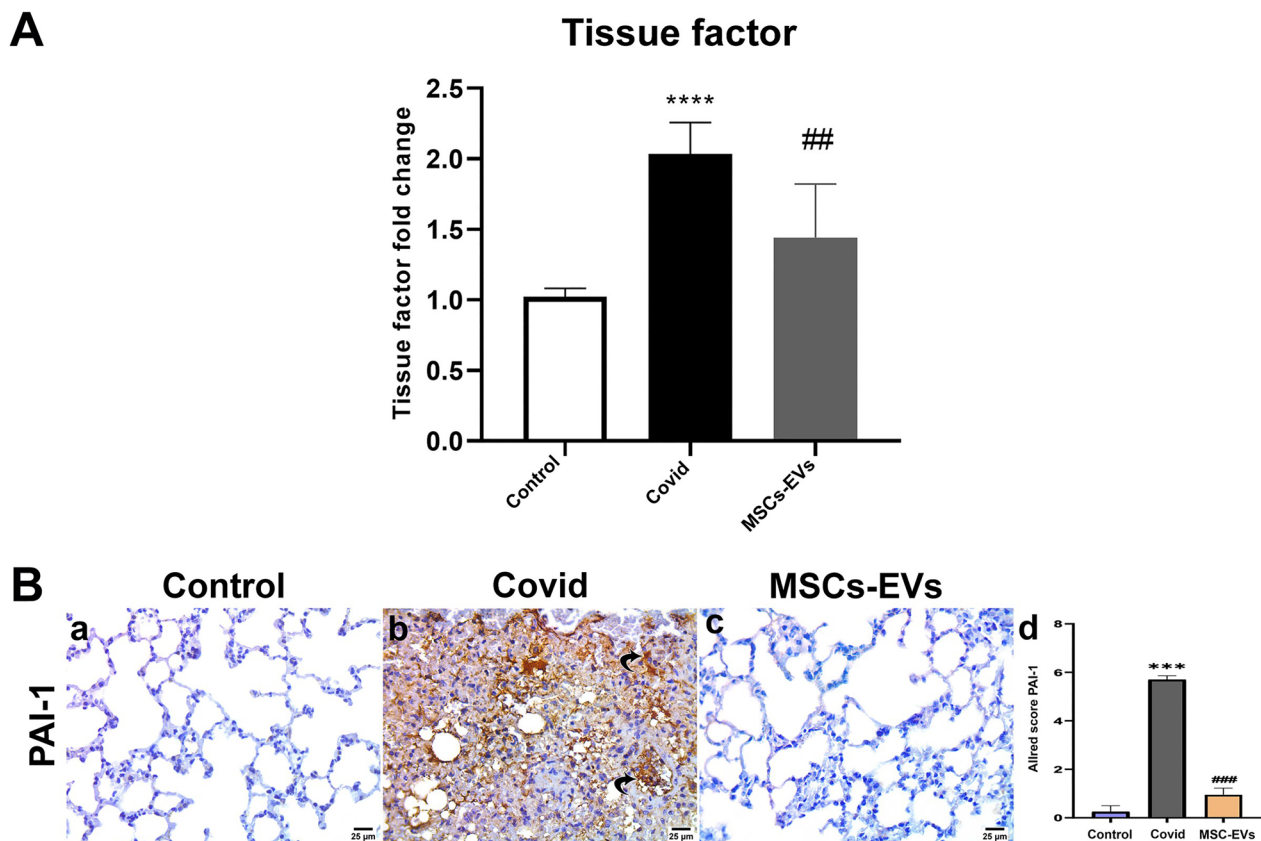 A
Tissue factor
Tissue factor fold change
2.5
2.0
1.5
1.0
0.5
0.0
****
##
Control
Covid
MSCs-EVs
B
Control
Covid
MSCs-EVs
PAI-1
a
25 µm
b
25 µm
c
25 µm
d
Allred score PAI-1
8
6
4
2
0
***
###
Control
Covid
MSC-EVs